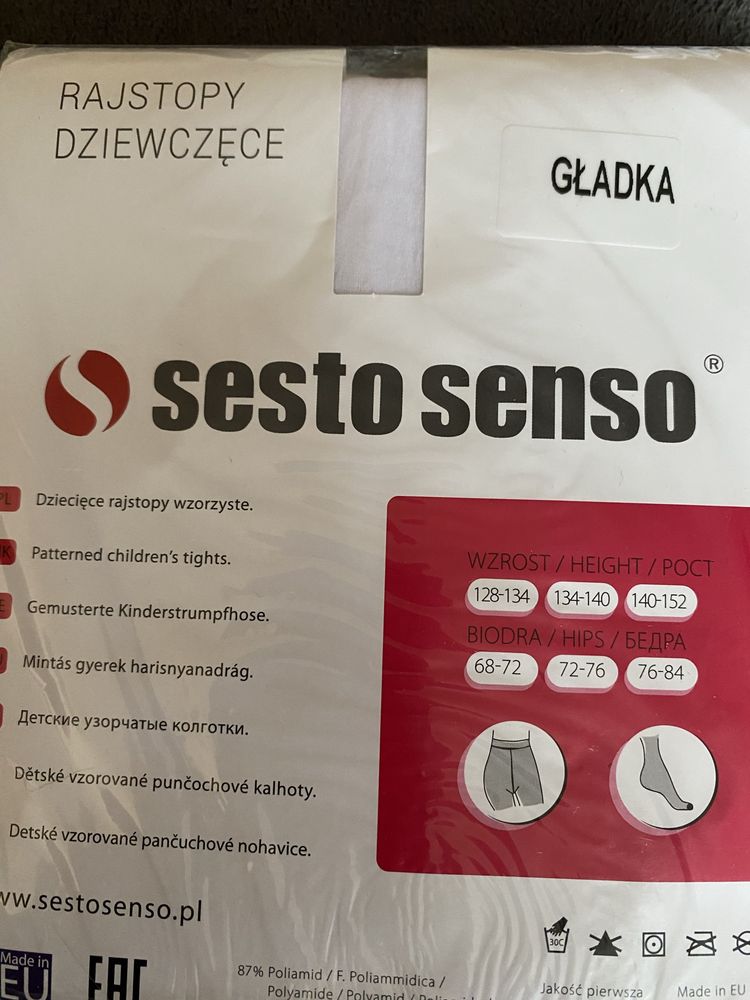 RAJSTOPY
DZIEWCZĘCE
GŁADKA
sesto senso ®
PL Dziecięce rajstopy wzorzyste.
Patterned children's tights.
Gemusterte Kinderstrumpfhose.
Mintás gyerek harisnyanadrág.
Детские узорчатые колготки.
Dětské vzorované punčochové kalhoty.
Detské vzorované pančuchové nohavice.
WZROST / HEIGHT / РОСТ
128-134 134-140 140-152
BIODRA / HIPS / БЕДРА
68-72 72-76 76-84
www.sestosenso.pl
Made in
EU
EAC
30C
87% Poliamid / F. Poliammidica /
Polyamide / Polyamid /
Jakość pierwsza
Made in EU